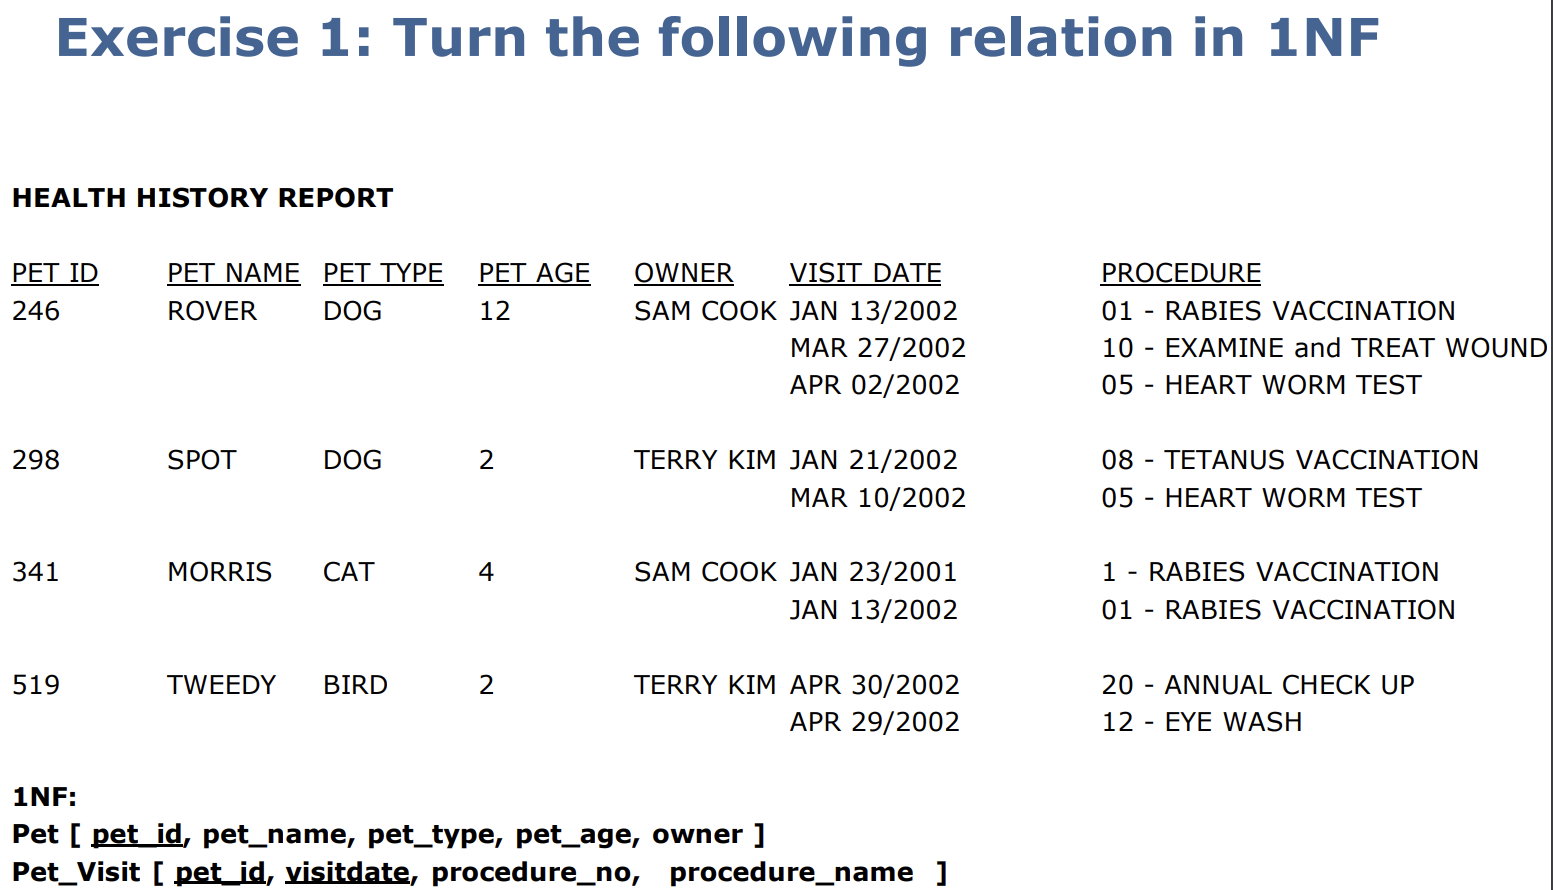 Exercise 1: Turn the following relation in 1NF
HEALTH HISTORY REPORT
PET ID PET NAME PET TYPE PET AGE OWNER VISIT DATE PROCEDURE
246 ROVER DOG 12 SAM COOK JAN 13/2002 01 - RABIES VACCINATION
MAR 27/2002 10 - EXAMINE and TREAT WOUND
APR 02/2002 05 - HEART WORM TEST
298 SPOT DOG 2 TERRY KIM JAN 21/2002 08 - TETANUS VACCINATION
MAR 10/2002 05 - HEART WORM TEST
341 MORRIS CAT 4 SAM COOK JAN 23/2001 1 - RABIES VACCINATION
JAN 13/2002 01 - RABIES VACCINATION
519 TWEEDY BIRD 2 TERRY KIM APR 30/2002 20 - ANNUAL CHECK UP
APR 29/2002 12 - EYE WASH
1NF:
Pet [ pet_id, pet_name, pet_type, pet_age, owner ]
Pet_Visit [ pet_id, visitdate, procedure_no, procedure_name ]